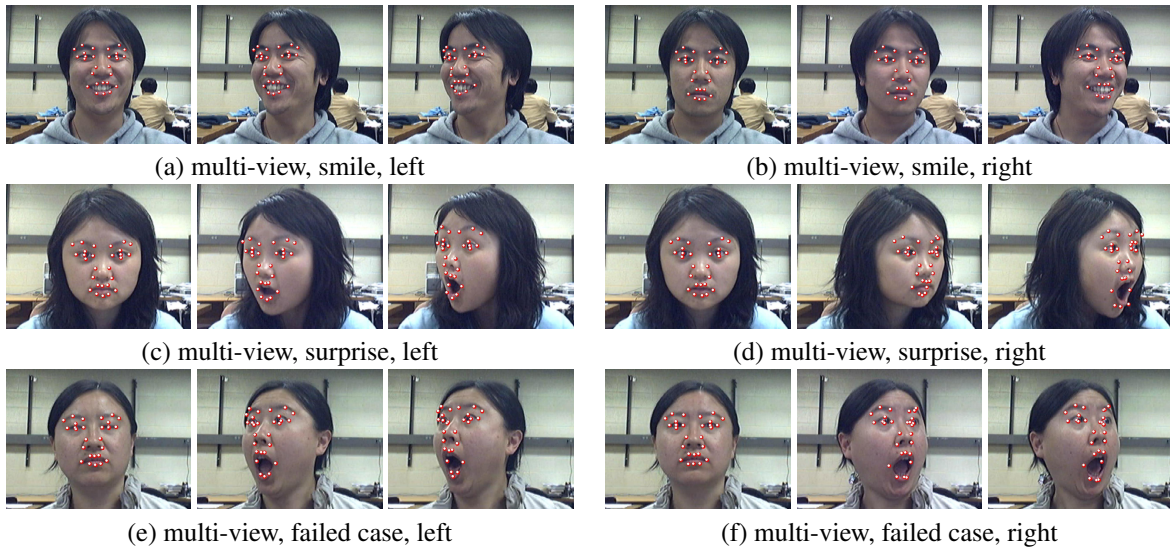 (a) multi-view, smile, left
(b) multi-view, smile, right
(c) multi-view, surprise, left
(d) multi-view, surprise, right
(e) multi-view, failed case, left
(f) multi-view, failed case, right